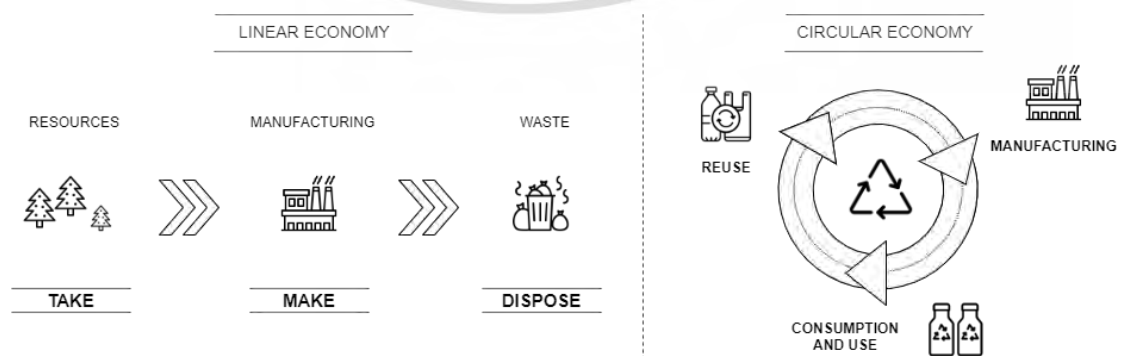 LINEAR ECONOMY
CIRCULAR ECONOMY
RESOURCES
MANUFACTURING
WASTE
TAKE
MAKE
DISPOSE
REUSE
MANUFACTURING
CONSUMPTION
AND USE